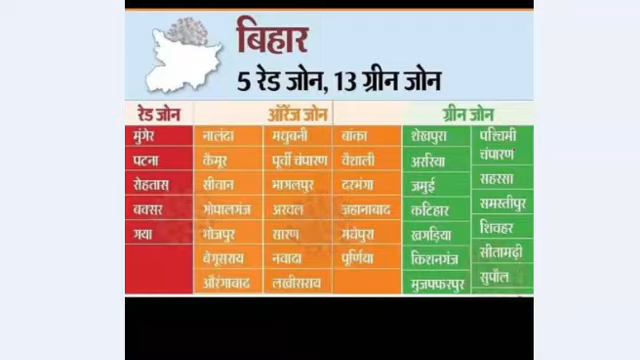 बिहार
5 रेड जोन, 13 ग्रीन जोन
रेड जोन
मुंगेर
पटना
रोहतास
बक्सर
गया
ऑरेंज जोन
नालंदा
कैमूर
सीवान
गोपालगंज
भोजपुर
बेगूसराय
औरंगाबाद
मधुबनी
पूर्वी चंपारण
भागलपुर
अरवल
सारण
नवादा
लखीसराय
बांका
वैशाली
दरभंगा
जहानाबाद
मधेपुरा
पूर्णिया
ग्रीन जोन
शेखपुरा
अररिया
जमुई
कटिहार
खगड़िया
किशनगंज
मुजफ्फरपुर
पश्चिमी
चंपारण
सहरसा
समस्तीपुर
शिवहर
सीतामढ़ी
सुपौल